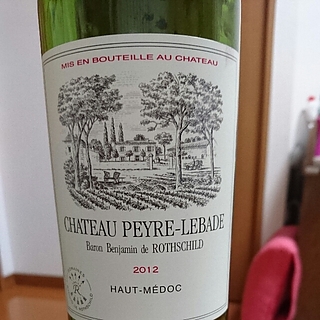 MIS EN BOUTEILLE AU CHATEAU
CHATEAU PEYRE-LEBADE
Baron Benjamin de ROTHSCHILD
2012
HAUT-MÉDOC